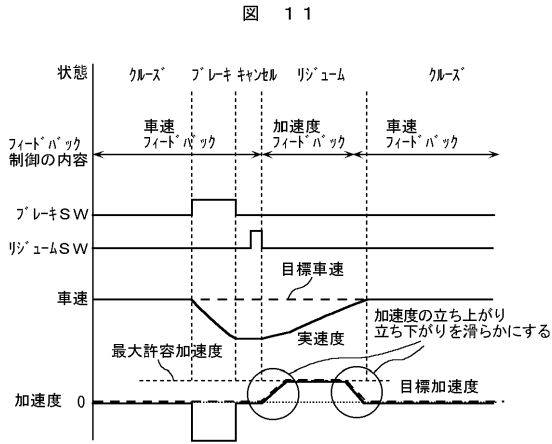 図　１１
状態
ｸﾙｰｽﾞ ﾌﾞﾚｰｷ ｷｬﾝｾﾙ ﾘｼﾞｭｰﾑ ｸﾙｰｽﾞ
ﾌｨｰﾄﾞﾊﾞｯｸ
制御の内容
車速
ﾌｨｰﾄﾞﾊﾞｯｸ
加速度
ﾌｨｰﾄﾞﾊﾞｯｸ
車速
ﾌｨｰﾄﾞﾊﾞｯｸ
ﾌﾞﾚｰｷＳＷ
ﾘｼﾞｭｰﾑＳＷ
目標車速
車速
実速度
加速度の立ち上がり
立ち下がりを滑らかにする
最大許容加速度
目標加速度
加速度　0